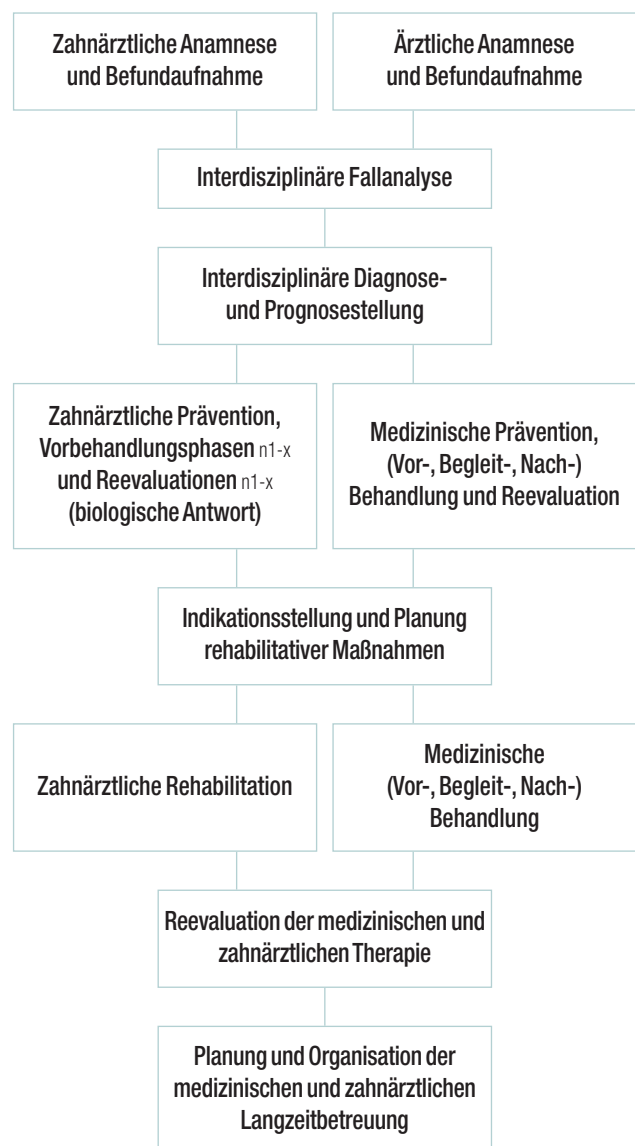 Zahnärztliche Anamnese
und Befundaufnahme
Ärztliche Anamnese
und Befundaufnahme
Interdisziplinäre Fallanalyse
Interdisziplinäre Diagnose-
und Prognosestellung
Zahnärztliche Prävention,
Vorbehandlungsphasen n1-x
und Reevaluationen n1-x
(biologische Antwort)
Medizinische Prävention,
(Vor-, Begleit-, Nach-)
Behandlung und Reevaluation
Indikationsstellung und Planung
rehabilitativer Maßnahmen
Zahnärztliche Rehabilitation
Medizinische
(Vor-, Begleit-, Nach-)
Behandlung
Reevaluation der medizinischen und
zahnärztlichen Therapie
Planung und Organisation der
medizinischen und zahnärztlichen
Langzeitbetreuung